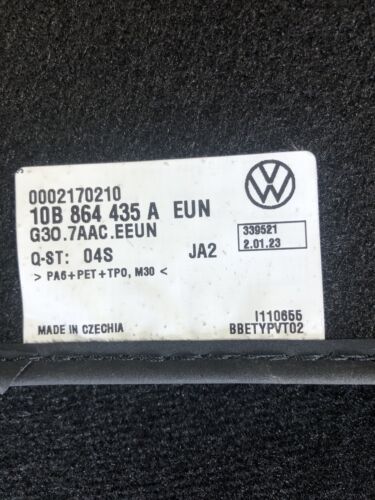 0002170210
10B 864 435 A EUN
G30.7AAC.EEUN
339521
2.01.23
Q-ST: 04S JA2
> PA6+PET+TPO, M30 <
I110655
MADE IN CZECHIA BBETYPVT02